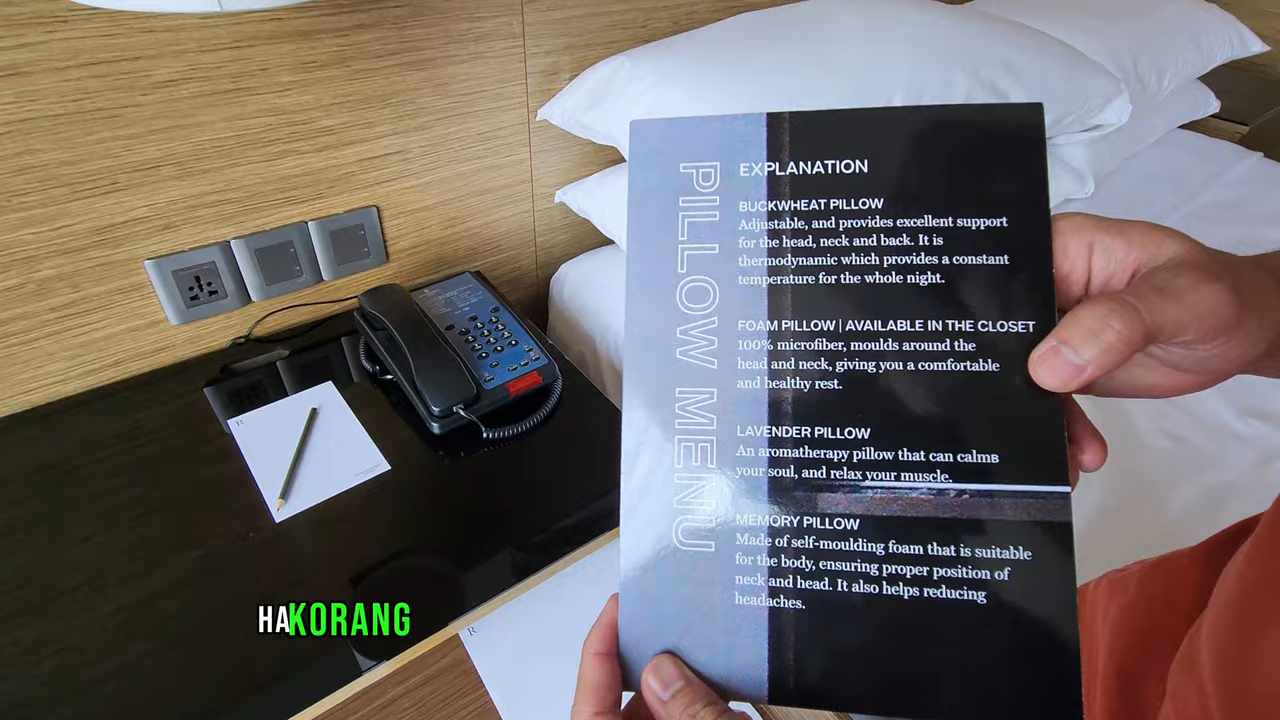 PILLOW MENU
EXPLANATION
BUCKWHEAT PILLOW
Adjustable, and provides excellent support
for the head, neck and back. It is
thermodynamic which provides a constant
temperature for the whole night.
FOAM PILLOW | AVAILABLE IN THE CLOSET
100% microfiber, moulds around the
head and neck, giving you a comfortable
and healthy rest.
LAVENDER PILLOW
An aromatherapy pillow that can calmB
your soul, and relax your muscle.
MEMORY PILLOW
Made of self-moulding foam that is suitable
for the body, ensuring proper position of
neck and head. It also helps reducing
headaches.
R
R
HAKORANG